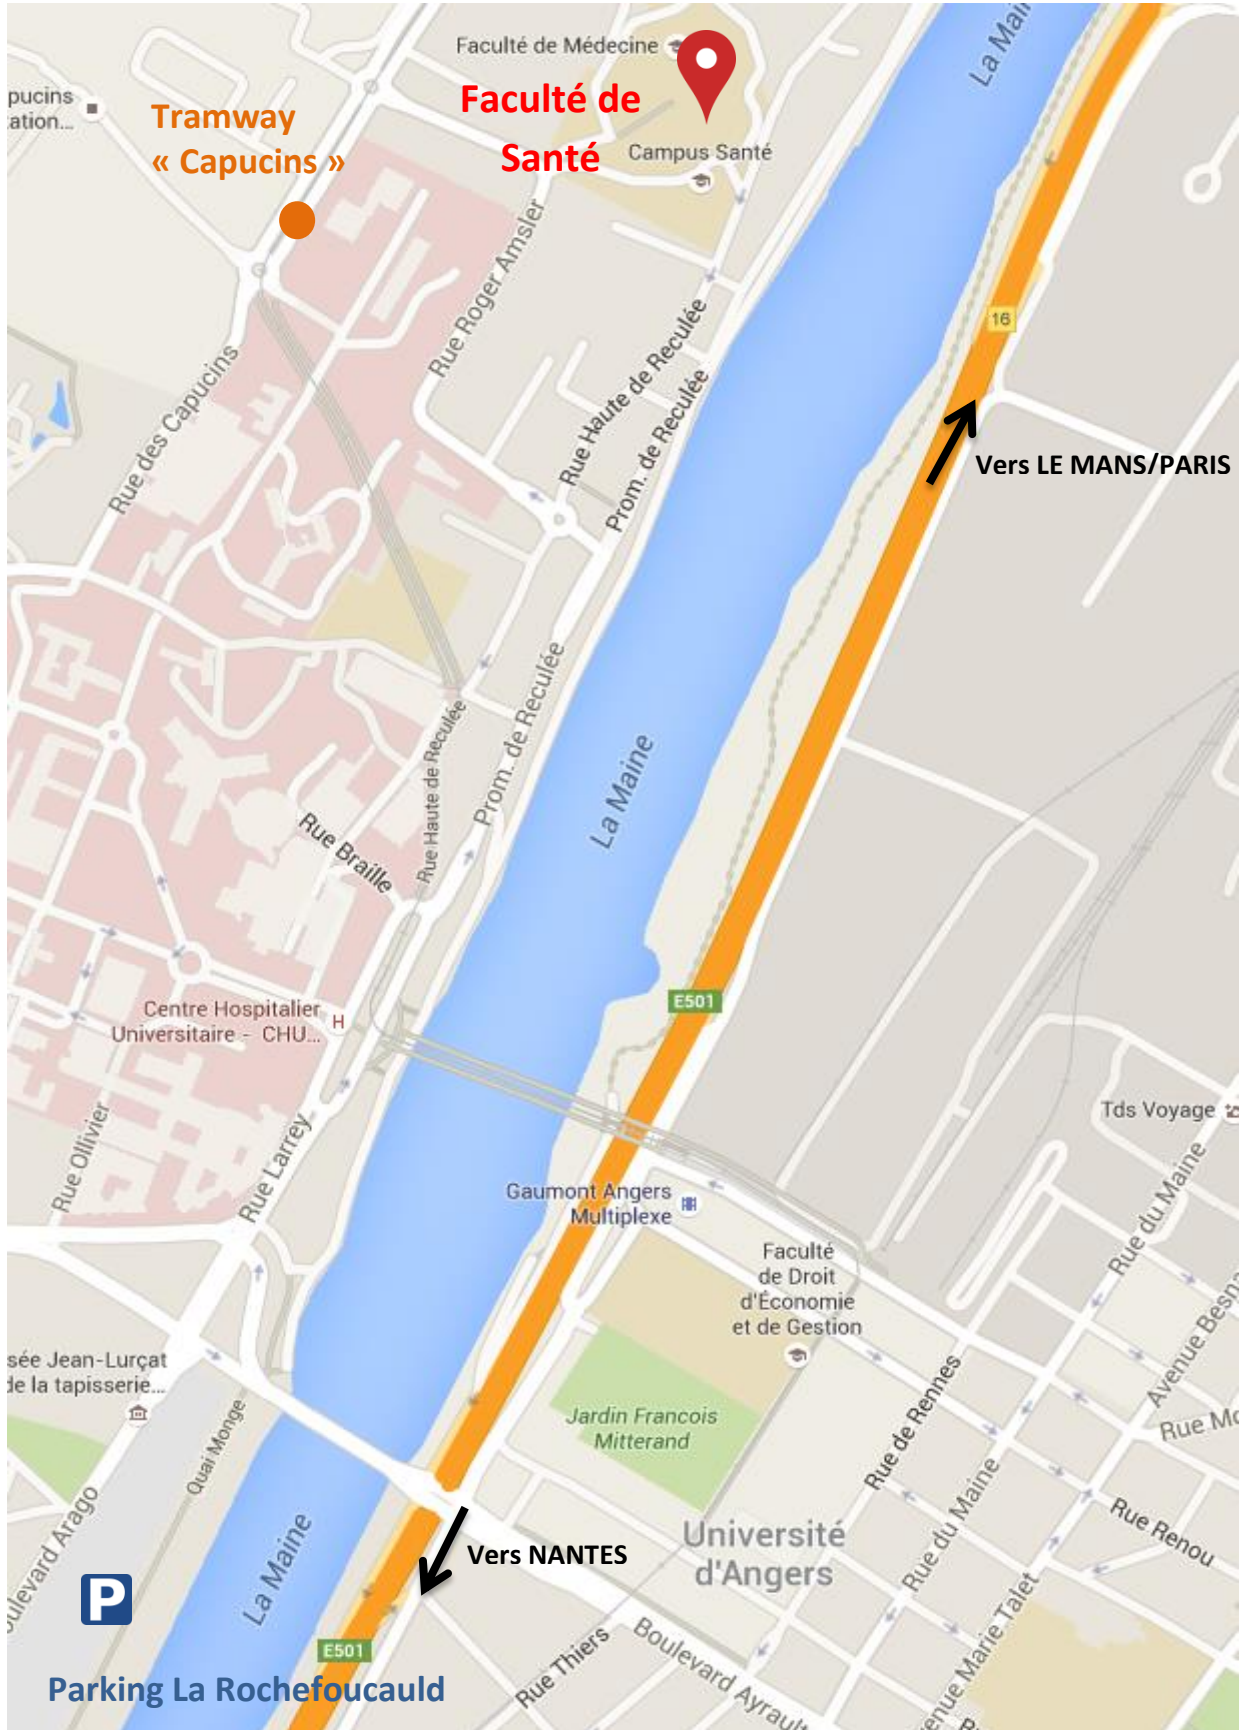 La Mai
Faculté de Médecine
Faculté de
Santé
Campus Santé
pucins
ation...
Tramway
« Capucins »
Rue Roger Amsler
Rue Haute de Reculée
Prom. de Reculée
16
Rue des Capucins
Vers LE MANS/PARIS
Prom. de Reculée
Rue Haute de Reculée
La Maine
Rue Braille
E501
Centre Hospitalier
Universitaire - CHU...
H
Rue Ollivier
Rue Larrey
Tds Voyage
Rue du Maine
Gaumont Angers
Multiplexe
Faculté
de Droit
d'Économie
et de Gestion
Avenue Besn
sée Jean-Lurçat
de la tapisserie...
Quai Monge
Jardin Francois
Mitterand
Rue de Rennes
Rue Mo
Rue du Maine
Rue Renou
oulevard Arago
La Maine
Vers NANTES
Université
d'Angers
P
E501
Rue Thiers
Boulevard Ayrault
venue Marie Talet
Parking La Rochefoucauld